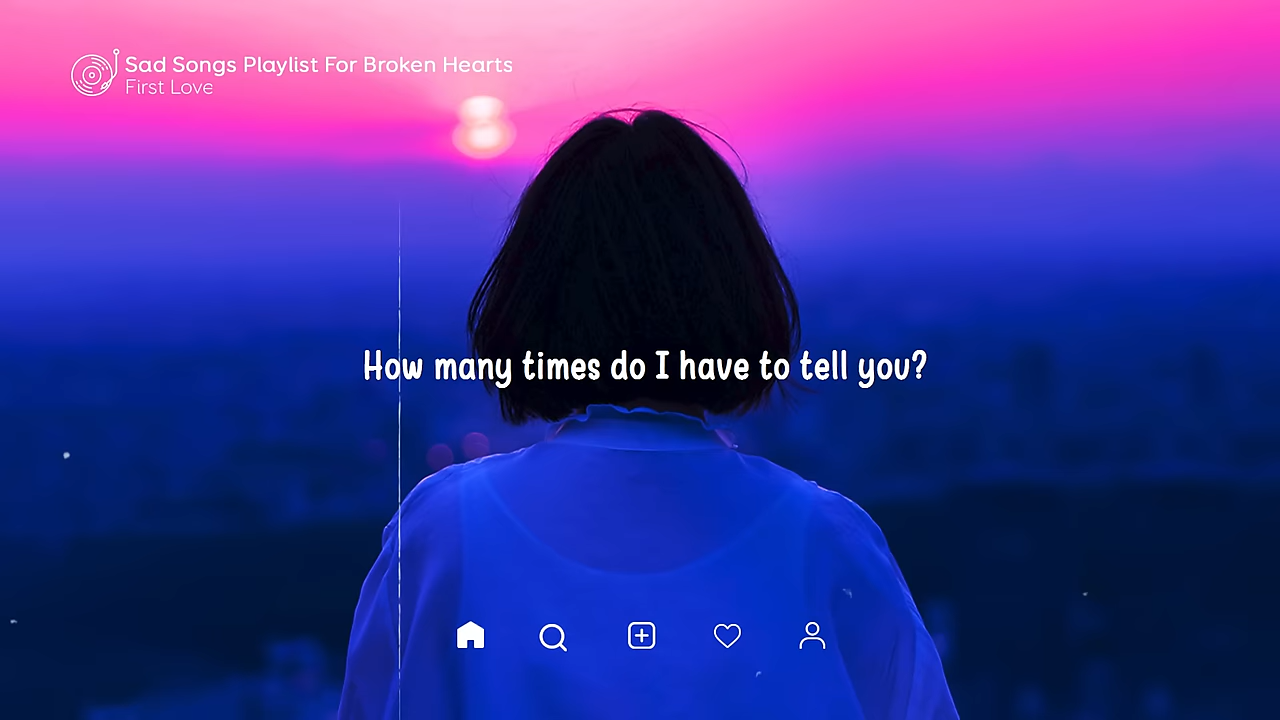 Sad Songs Playlist For Broken Hearts
First Love
How many times do I have to tell you?